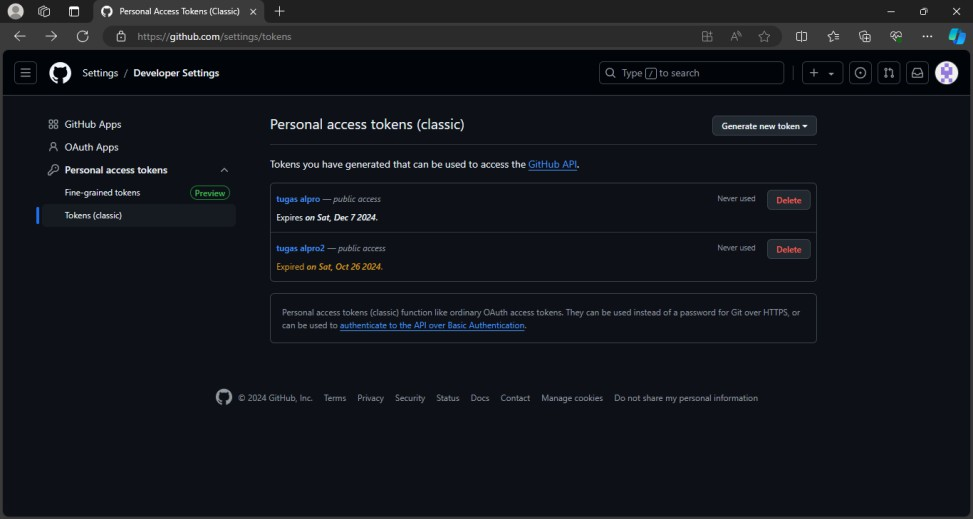 Personal Access Tokens (Classic)
https://github.com/settings/tokens
Settings / Developer Settings
Type / to search
GitHub Apps
OAuth Apps
Personal access tokens
Fine-grained tokens Preview
Tokens (classic)
Personal access tokens (classic)
Generate new token
Tokens you have generated that can be used to access the GitHub API.
tugas alpro — public access Never used Delete
Expires on Sat, Dec 7 2024.
tugas alpro2 — public access Never used Delete
Expired on Sat, Oct 26 2024.
Personal access tokens (classic) function like ordinary OAuth access tokens. They can be used instead of a password for Git over HTTPS, or
can be used to authenticate to the API over Basic Authentication.
© 2024 GitHub, Inc. Terms Privacy Security Status Docs Contact Manage cookies Do not share my personal information